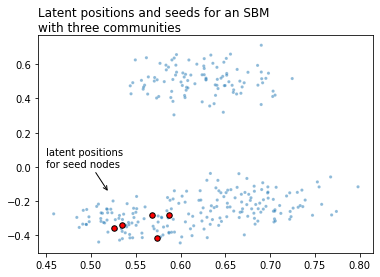 Latent positions and seeds for an SBM
with three communities
0.6
0.4
0.2
latent positions
for seed nodes
0.0
−0.2
−0.4
0.45 0.50 0.55 0.60 0.65 0.70 0.75 0.80